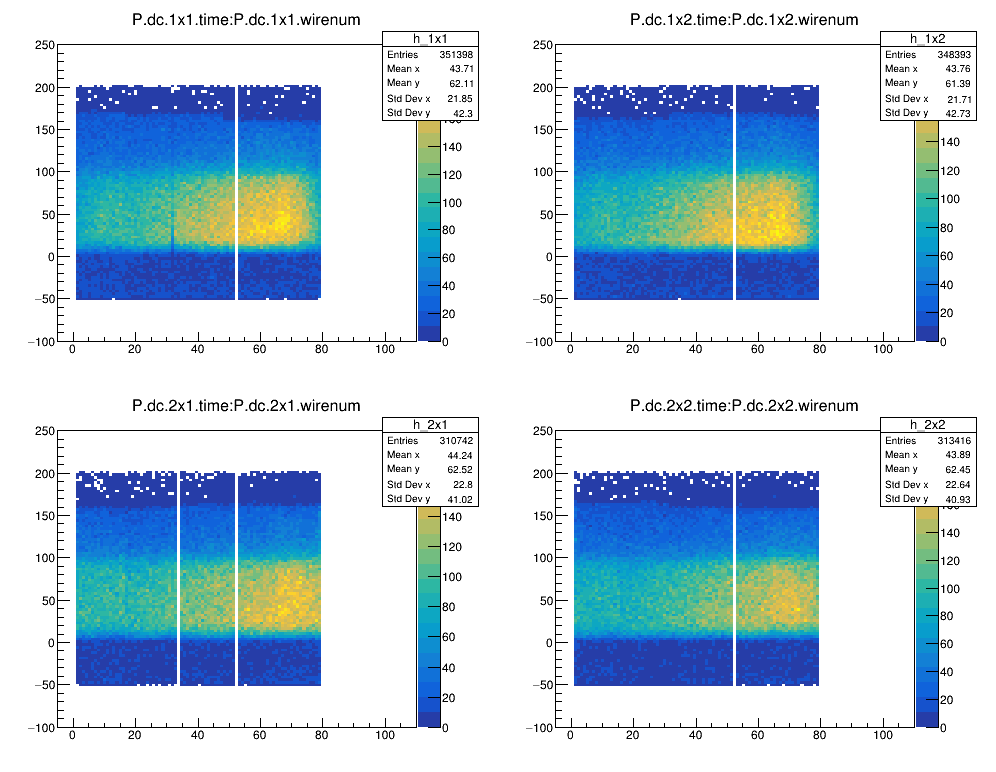 P.dc.1x1.time:P.dc.1x1.wirenum
h_1x1
Entries 351398
Mean x 43.71
Mean y 62.11
Std Dev x 21.85
Std Dev y 42.3
250
200
150
100
50
0
−50
−100
0 20 40 60 80 100
140
120
100
80
60
40
20
0
P.dc.1x2.time:P.dc.1x2.wirenum
h_1x2
Entries 348393
Mean x 43.76
Mean y 61.39
Std Dev x 21.71
Std Dev y 42.73
250
200
150
100
50
0
−50
−100
0 20 40 60 80 100
140
120
100
80
60
40
20
0
P.dc.2x1.time:P.dc.2x1.wirenum
h_2x1
Entries 310742
Mean x 44.24
Mean y 62.52
Std Dev x 22.8
Std Dev y 41.02
250
200
150
100
50
0
−50
−100
0 20 40 60 80 100
140
120
100
80
60
40
20
0
P.dc.2x2.time:P.dc.2x2.wirenum
h_2x2
Entries 313416
Mean x 43.89
Mean y 62.45
Std Dev x 22.64
Std Dev y 40.93
250
200
150
100
50
0
−50
−100
0 20 40 60 80 100
140
120
100
80
60
40
20
0